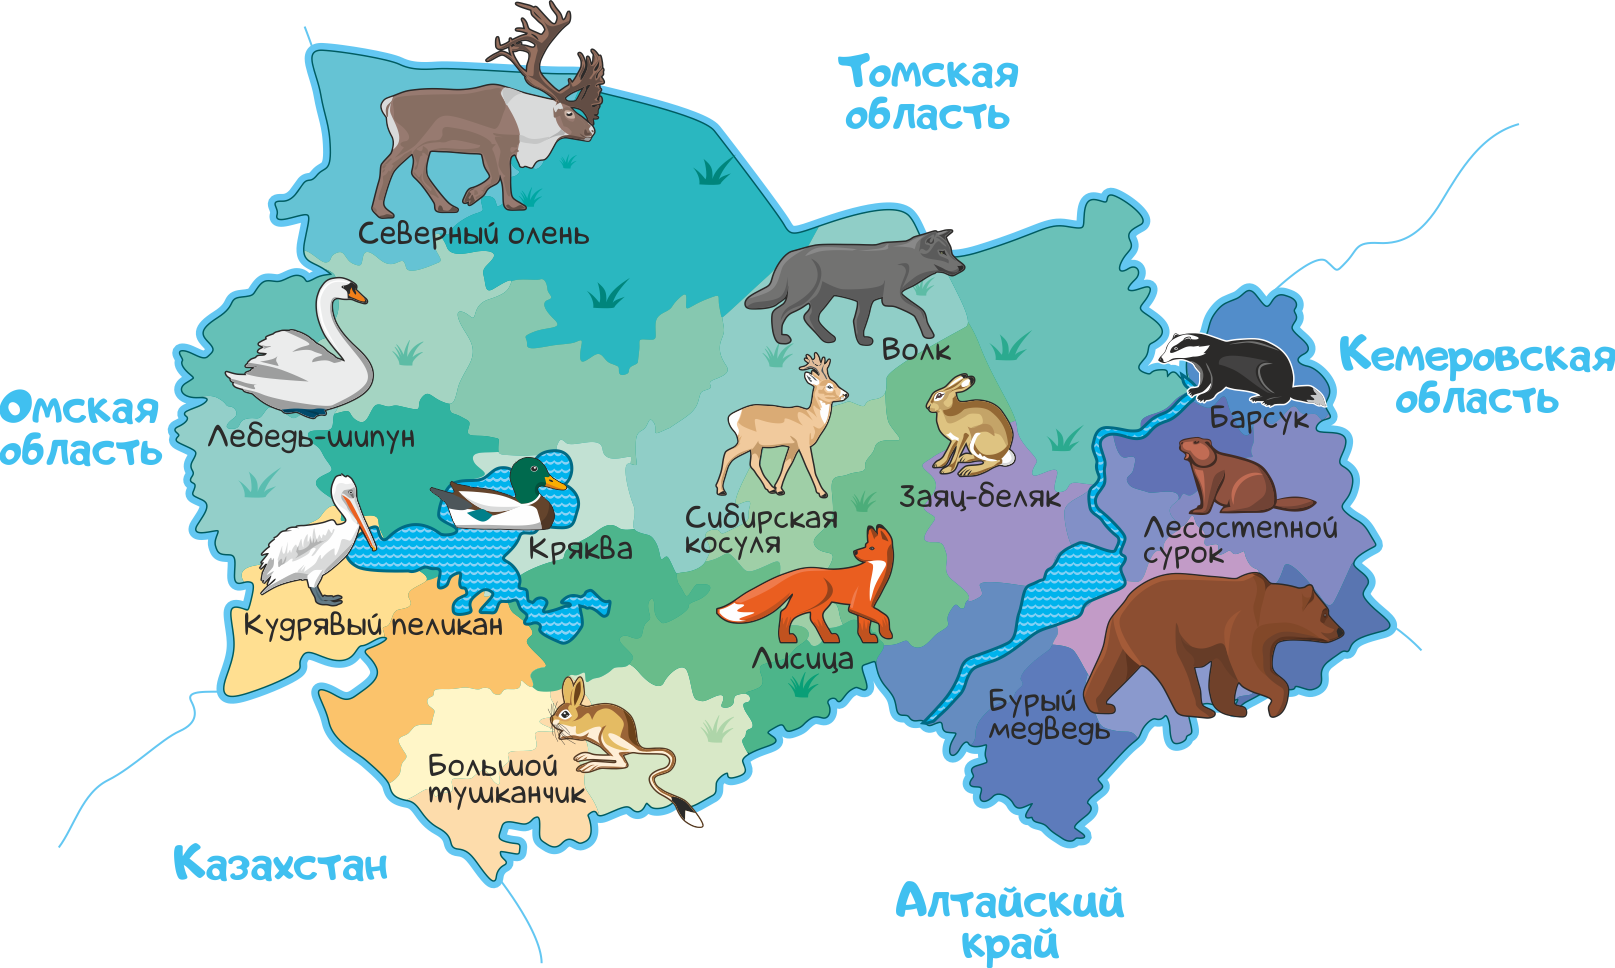 Томская
область
Северный олень
Волк
Кемеровская
область
Омская
область
Лебедь-шипун
Барсук
Заяц-беляк
Сибирская
косуля
Лесостепной
сурок
Кряква
Кудрявый пеликан
Лисица
Бурый
медведь
Большой
тушканчик
Казахстан
Алтайский
край